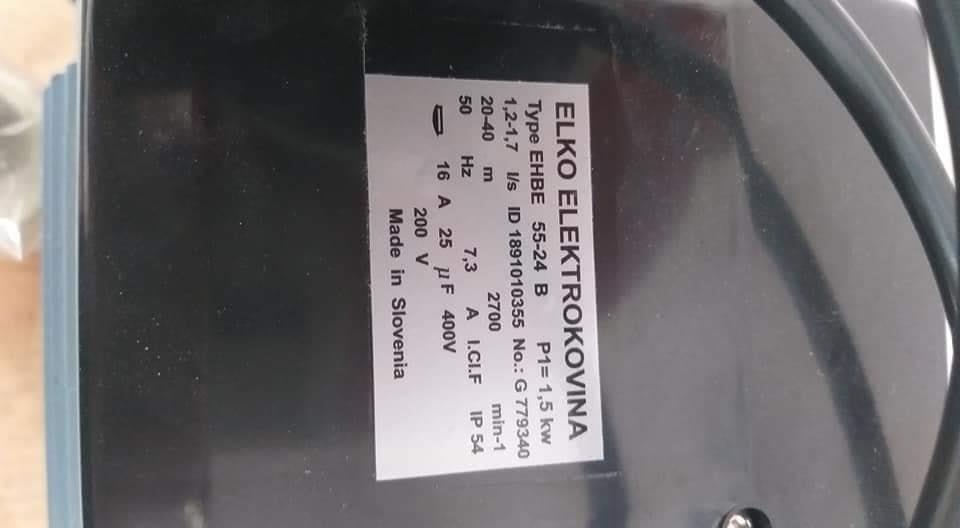 ELKO ELEKTROKOVINA
Type EHBE 55-24 B P1= 1,5 kw
1,2-1,7 l/s ID 1891010355 No.: G 779340
20-40 m 2700 min-1
50 Hz 7,3 A I.Cl.F IP 54
16 A 25 µF 400V
200 V
Made in Slovenia